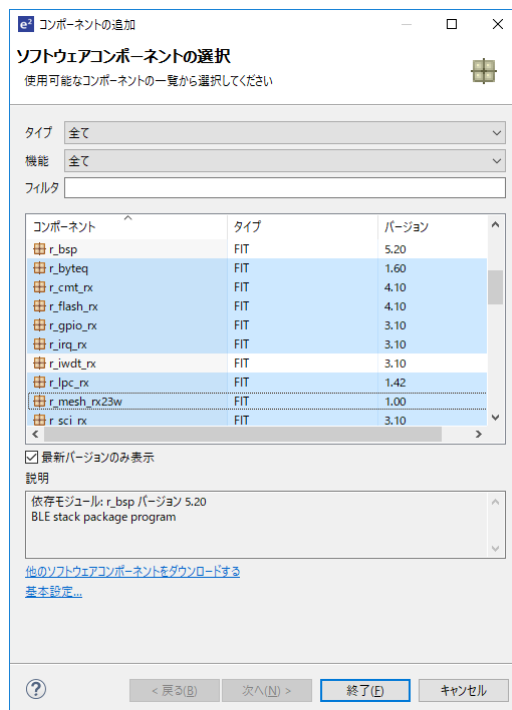 e² コンポーネントの追加
ソフトウェアコンポーネントの選択
使用可能なコンポーネントの一覧から選択してください
タイプ 全て
機能 全て
フィルタ
コンポーネント タイプ バージョン
r_bsp FIT 5.20
r_byteq FIT 1.60
r_cmt_rx FIT 4.10
r_flash_rx FIT 4.10
r_gpio_rx FIT 3.10
r_irq_rx FIT 3.10
r_iwdt_rx FIT 3.10
r_lpc_rx FIT 1.42
r_mesh_rx23w FIT 1.00
r_sci_rx FIT 3.10
最新バージョンのみ表示
説明
依存モジュール: r_bsp バージョン 5.20
BLE stack package program
他のソフトウェアコンポーネントをダウンロードする
基本設定...
? < 戻る(B) 次へ(N) > 終了(F) キャンセル